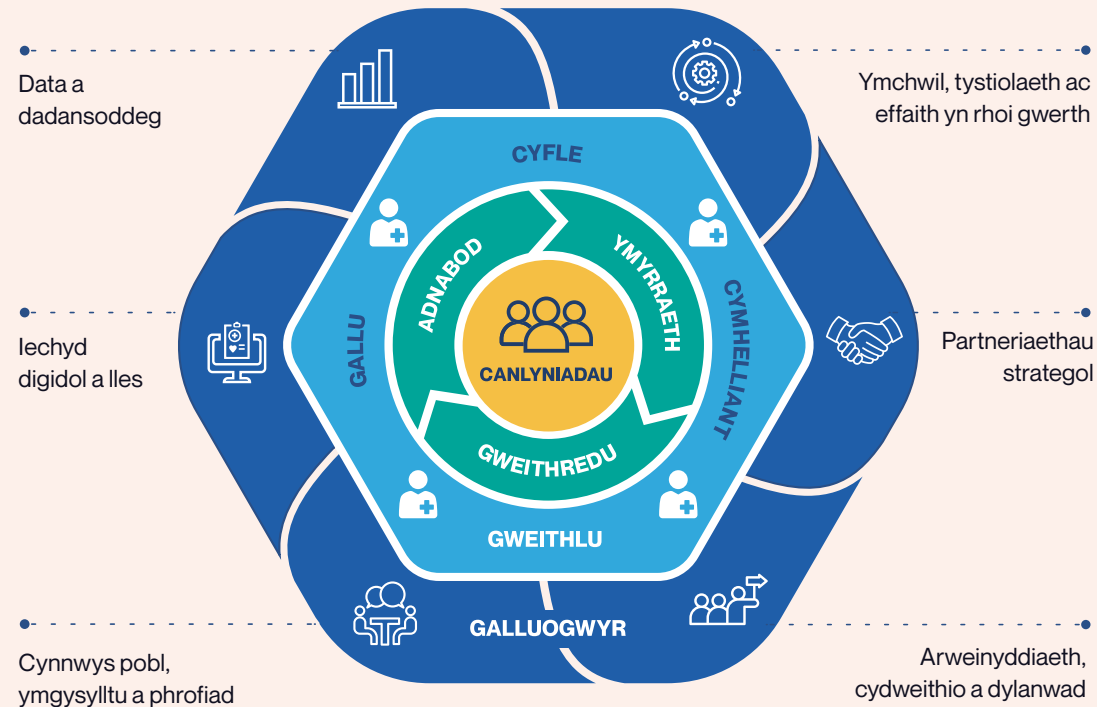 Data a
dadansoddeg
Ymchwil, tystiolaeth ac
effaith yn rhoi gwerth
CYFLE
ADNABOD
YMYRRAETH
GALLU
CYMHELLIANT
CANLYNIADAU
Iechyd
digidol a lles
Partneriaethau
strategol
GWEITHREDU
GWEITHLU
GALLUOGWYR
Cynnwys pobl,
ymgysylltu a phrofiad
Arweinyddiaeth,
cydweithio a dylanwad